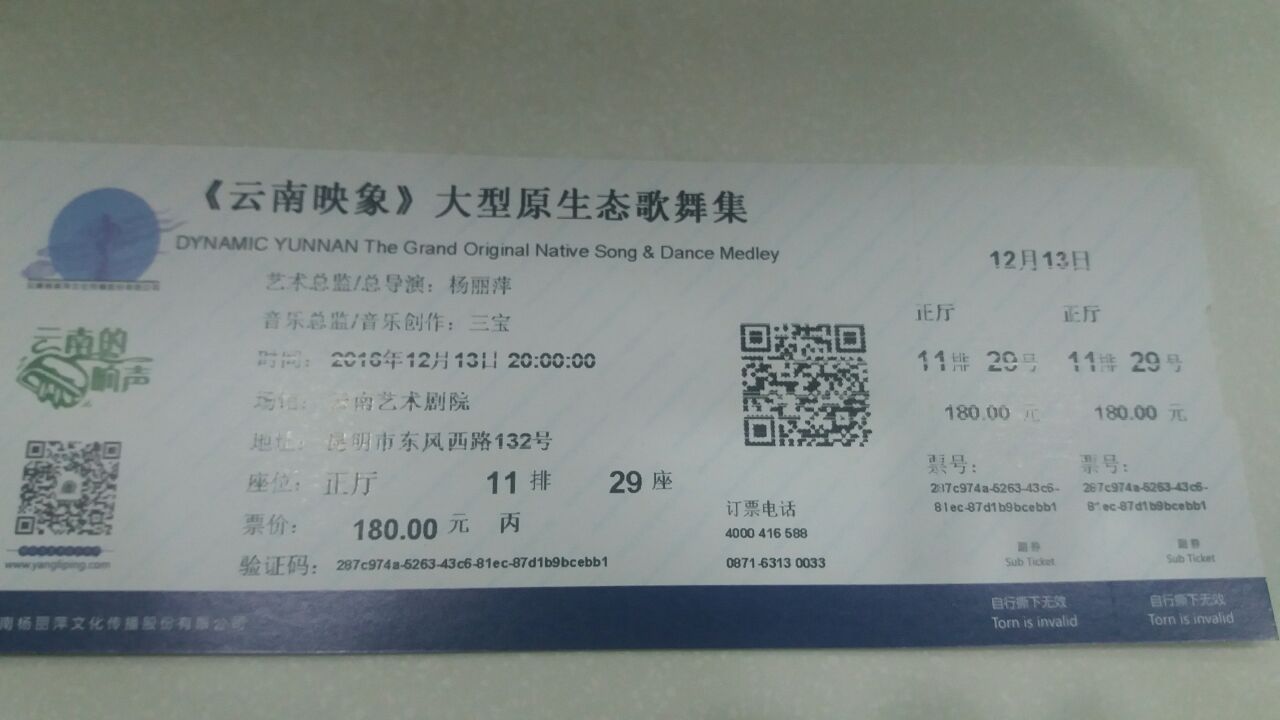 《云南映象》大型原生态歌舞集
DYNAMIC YUNNAN The Grand Original Native Song & Dance Medley
艺术总监/总导演：杨丽萍
音乐总监/音乐创作：三宝
时间：2016年12月13日 20:00:00
场馆：云南艺术剧院
地址：昆明市东风西路132号
座位：正厅 11 排 29 座
票价：180.00 元 丙
验证码：287c974a-5263-43c6-81ec-87d1b9bcebb1
云南的
响声
www.yangliping.com
订票电话
4000 416 588
0871-6313 0033
12月13日
正厅
11排 29号
180.00 元
票号：
287c974a-5263-43c6-
81ec-87d1b9bcebb1
副券
Sub Ticket
正厅
11排 29号
180.00 元
票号：
287c974a-5263-43c6-
81ec-87d1b9bcebb1
副券
Sub Ticket
南杨丽萍文化传播股份有限公司
自行撕下无效
Torn is invalid
自行撕下无效
Torn is invalid